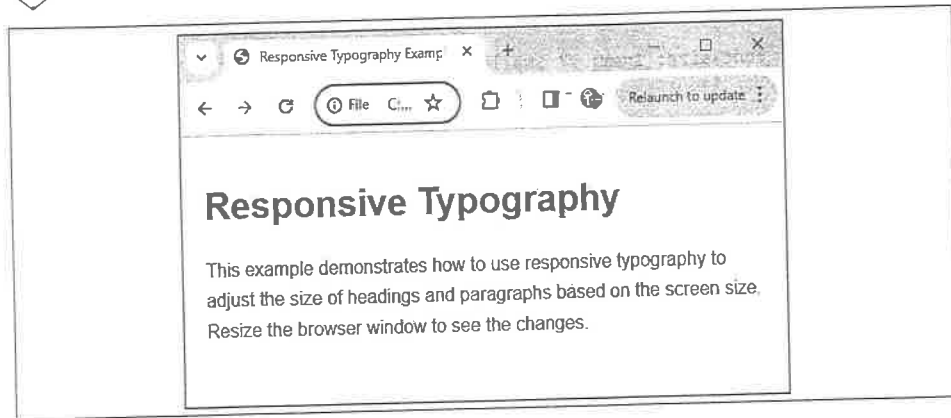 Responsive Typography Examp
File C:...
Relaunch to update
Responsive Typography
This example demonstrates how to use responsive typography to
adjust the size of headings and paragraphs based on the screen size.
Resize the browser window to see the changes.